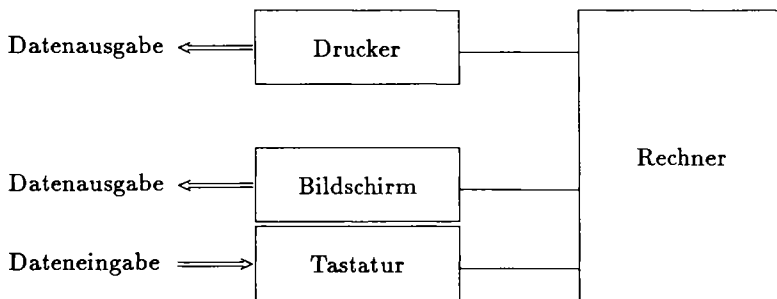 Datenausgabe
Drucker
Rechner
Datenausgabe
Bildschirm
Dateneingabe
Tastatur